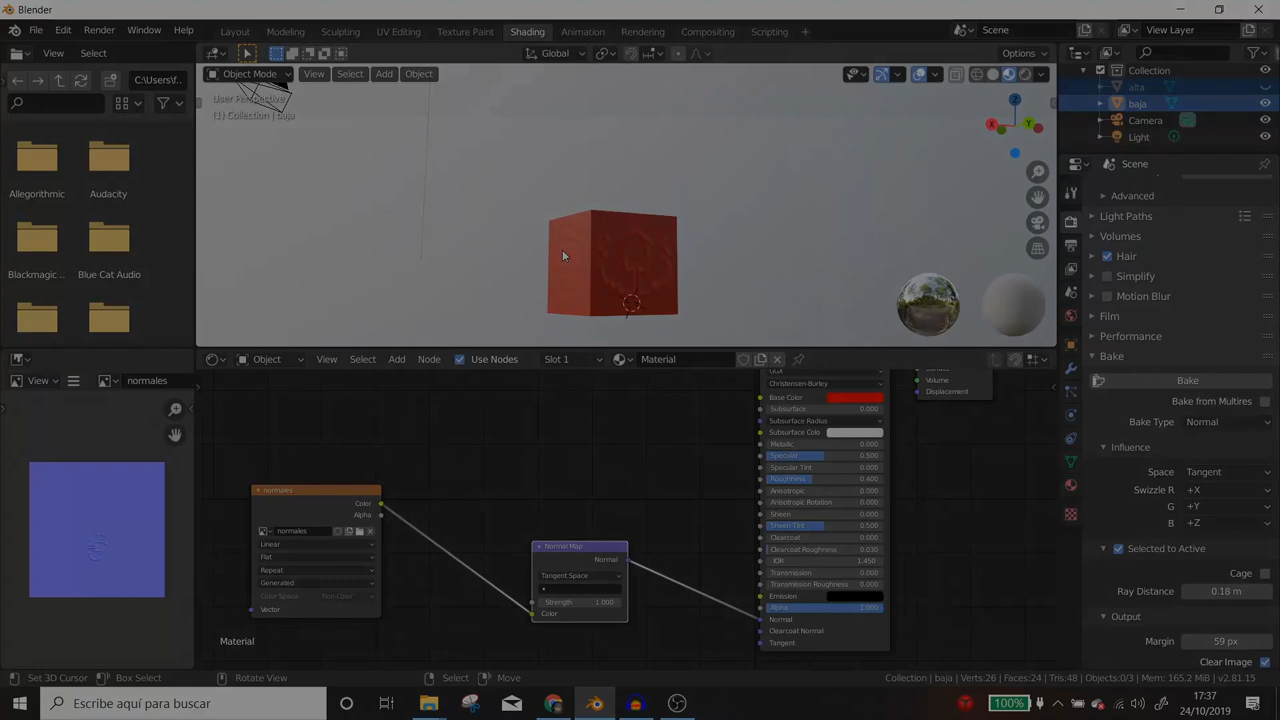 Blender
File Edit Render Window Help Layout Modeling Sculpting UV Editing Texture Paint Shading Animation Rendering Compositing Scripting + Scene View Layer
View Select Global Options
C:\Users\f..
Object Mode View Select Add Object
User Perspective
(1) Collection | baja
X Y Z
Allegorithmic Audacity
Blackmagic .. Blue Cat Audio
Collection
alta
baja
Camera
Light
Scene
Advanced
Light Paths
Volumes
Hair
Simplify
Motion Blur
Film
Performance
Bake
Bake
Bake from Multires
Bake Type Normal
Influence
Space Tangent
Swizzle R +X
G +Y
B +Z
Selected to Active
Cage
Ray Distance 0.18 m
Output
Margin 59 px
Clear Image
View normales
Object View Select Add Node Use Nodes Slot 1 Material
normales
Color
Alpha
normales
Linear
Flat
Repeat
Generated
Color Space Non-Color
Vector
Material
Normal Map
Normal
Tangent Space
Strength 1.000
Color
GGX
Christensen-Burley
Base Color
Subsurface 0.000
Subsurface Radius
Subsurface Colo
Metallic 0.000
Specular 0.500
Specular Tint 0.000
Roughness 0.400
Anisotropic 0.000
Anisotropic Rotation 0.000
Sheen 0.000
Sheen Tint 0.500
Clearcoat 0.000
Clearcoat Roughness 0.030
IOR 1.450
Transmission 0.000
Transmission Roughness 0.000
Emission
Alpha 1.000
Normal
Clearcoat Normal
Tangent
Volume
Displacement
Set 3D Cursor Box Select Rotate View Select Move Collection | baja | Verts:26 | Faces:24 | Tris:48 | Objects:0/3 | Mem: 165.2 MiB | v2.81.15
Escribe aquí para buscar 100% 17:37
24/10/2019